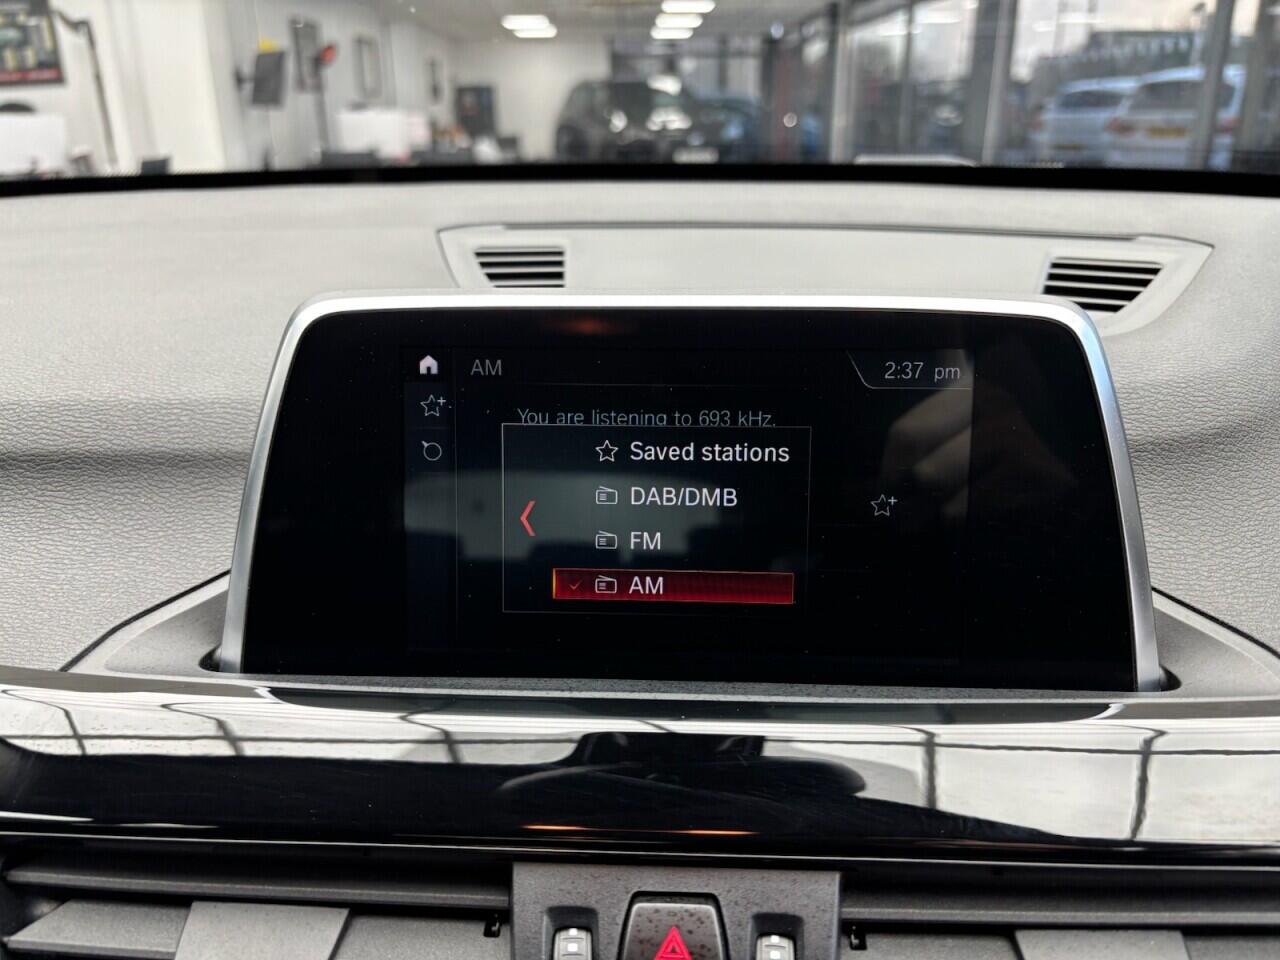 AM
2:37 pm
You are listening to 693 kHz.
Saved stations
DAB/DMB
FM
AM